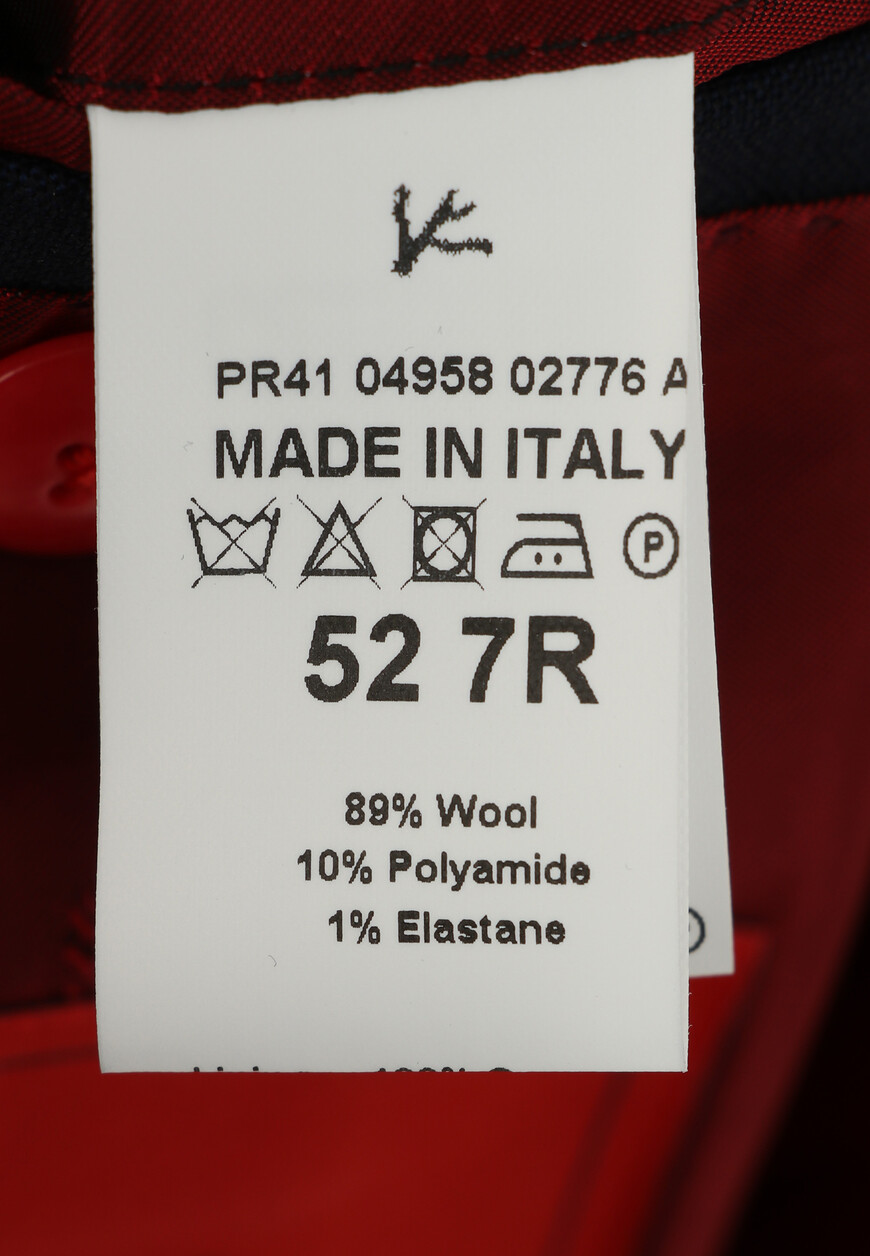 PR41 04958 02776 A
MADE IN ITALY
P
52 7R
89% Wool
10% Polyamide
1% Elastane